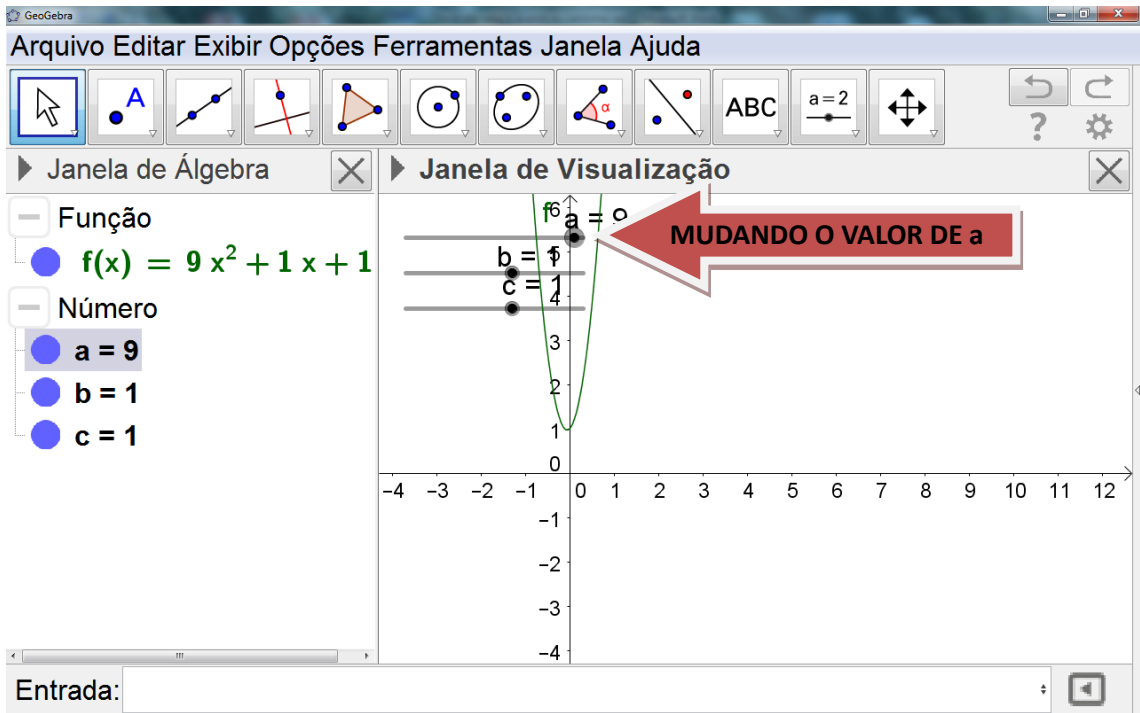 GeoGebra
Arquivo Editar Exibir Opções Ferramentas Janela Ajuda
A
α
ABC
a = 2
?
Janela de Álgebra
Janela de Visualização
Função
f(x) = 9 x² + 1 x + 1
Número
a = 9
b = 1
c = 1
f
a = 9
b = 1
c = 1
MUDANDO O VALOR DE a
6
5
4
3
2
1
0
−4 −3 −2 −1 0 1 2 3 4 5 6 7 8 9 10 11 12
−1
−2
−3
−4
Entrada: